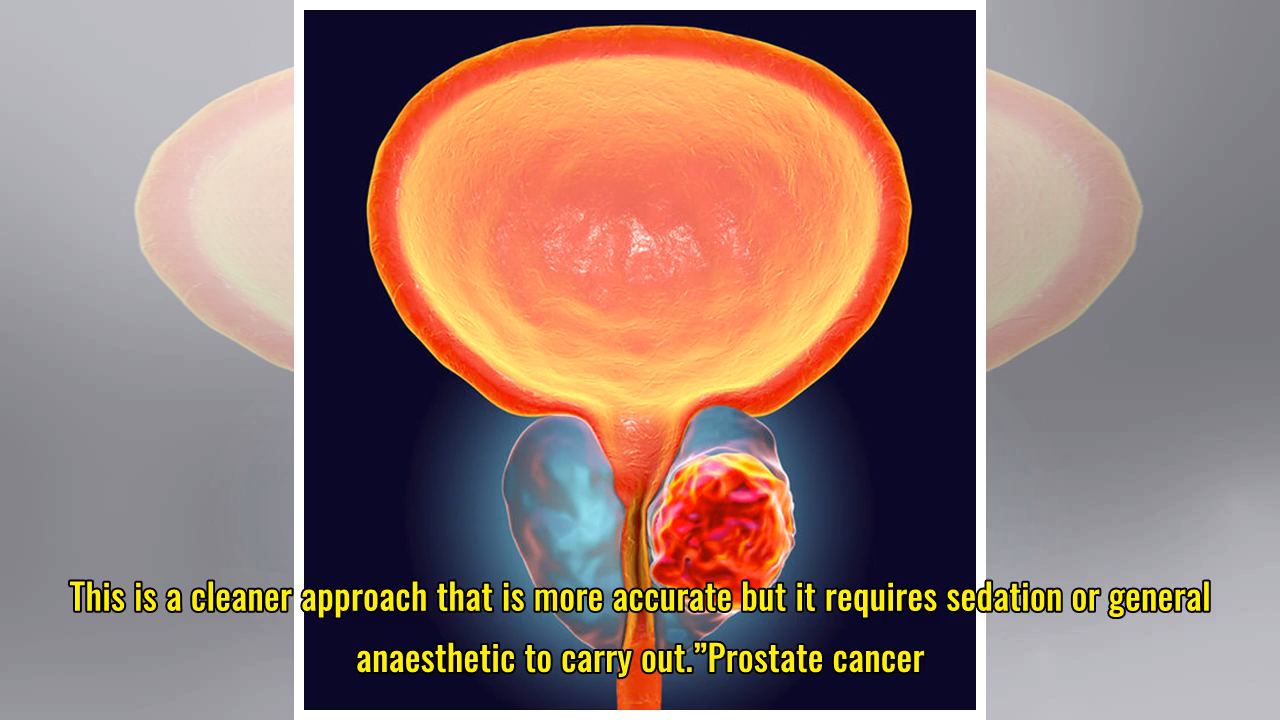 This is a cleaner approach that is more accurate but it requires sedation or general
anaesthetic to carry out.”Prostate cancer